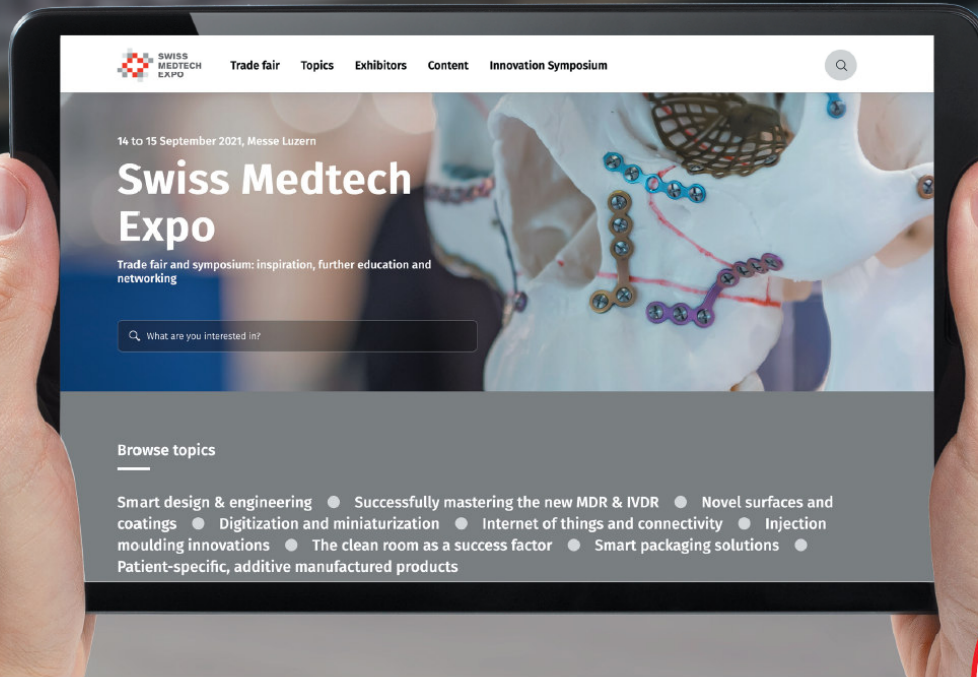 SWISS
MEDTECH
EXPO
Trade fair Topics Exhibitors Content Innovation Symposium
14 to 15 September 2021, Messe Luzern
Swiss Medtech
Expo
Trade fair and symposium: inspiration, further education and
networking
What are you interested in?
Browse topics
Smart design & engineering ● Successfully mastering the new MDR & IVDR ● Novel surfaces and
coatings ● Digitization and miniaturization ● Internet of things and connectivity ● Injection
moulding innovations ● The clean room as a success factor ● Smart packaging solutions ●
Patient-specific, additive manufactured products